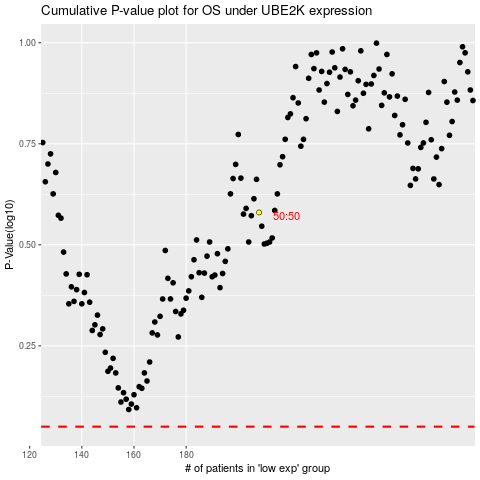 Cumulative P-value plot for OS under UBE2K expression
P-Value(log10)
1.00
0.75
0.50
0.25
50:50
120 140 160 180
# of patients in 'low exp' group